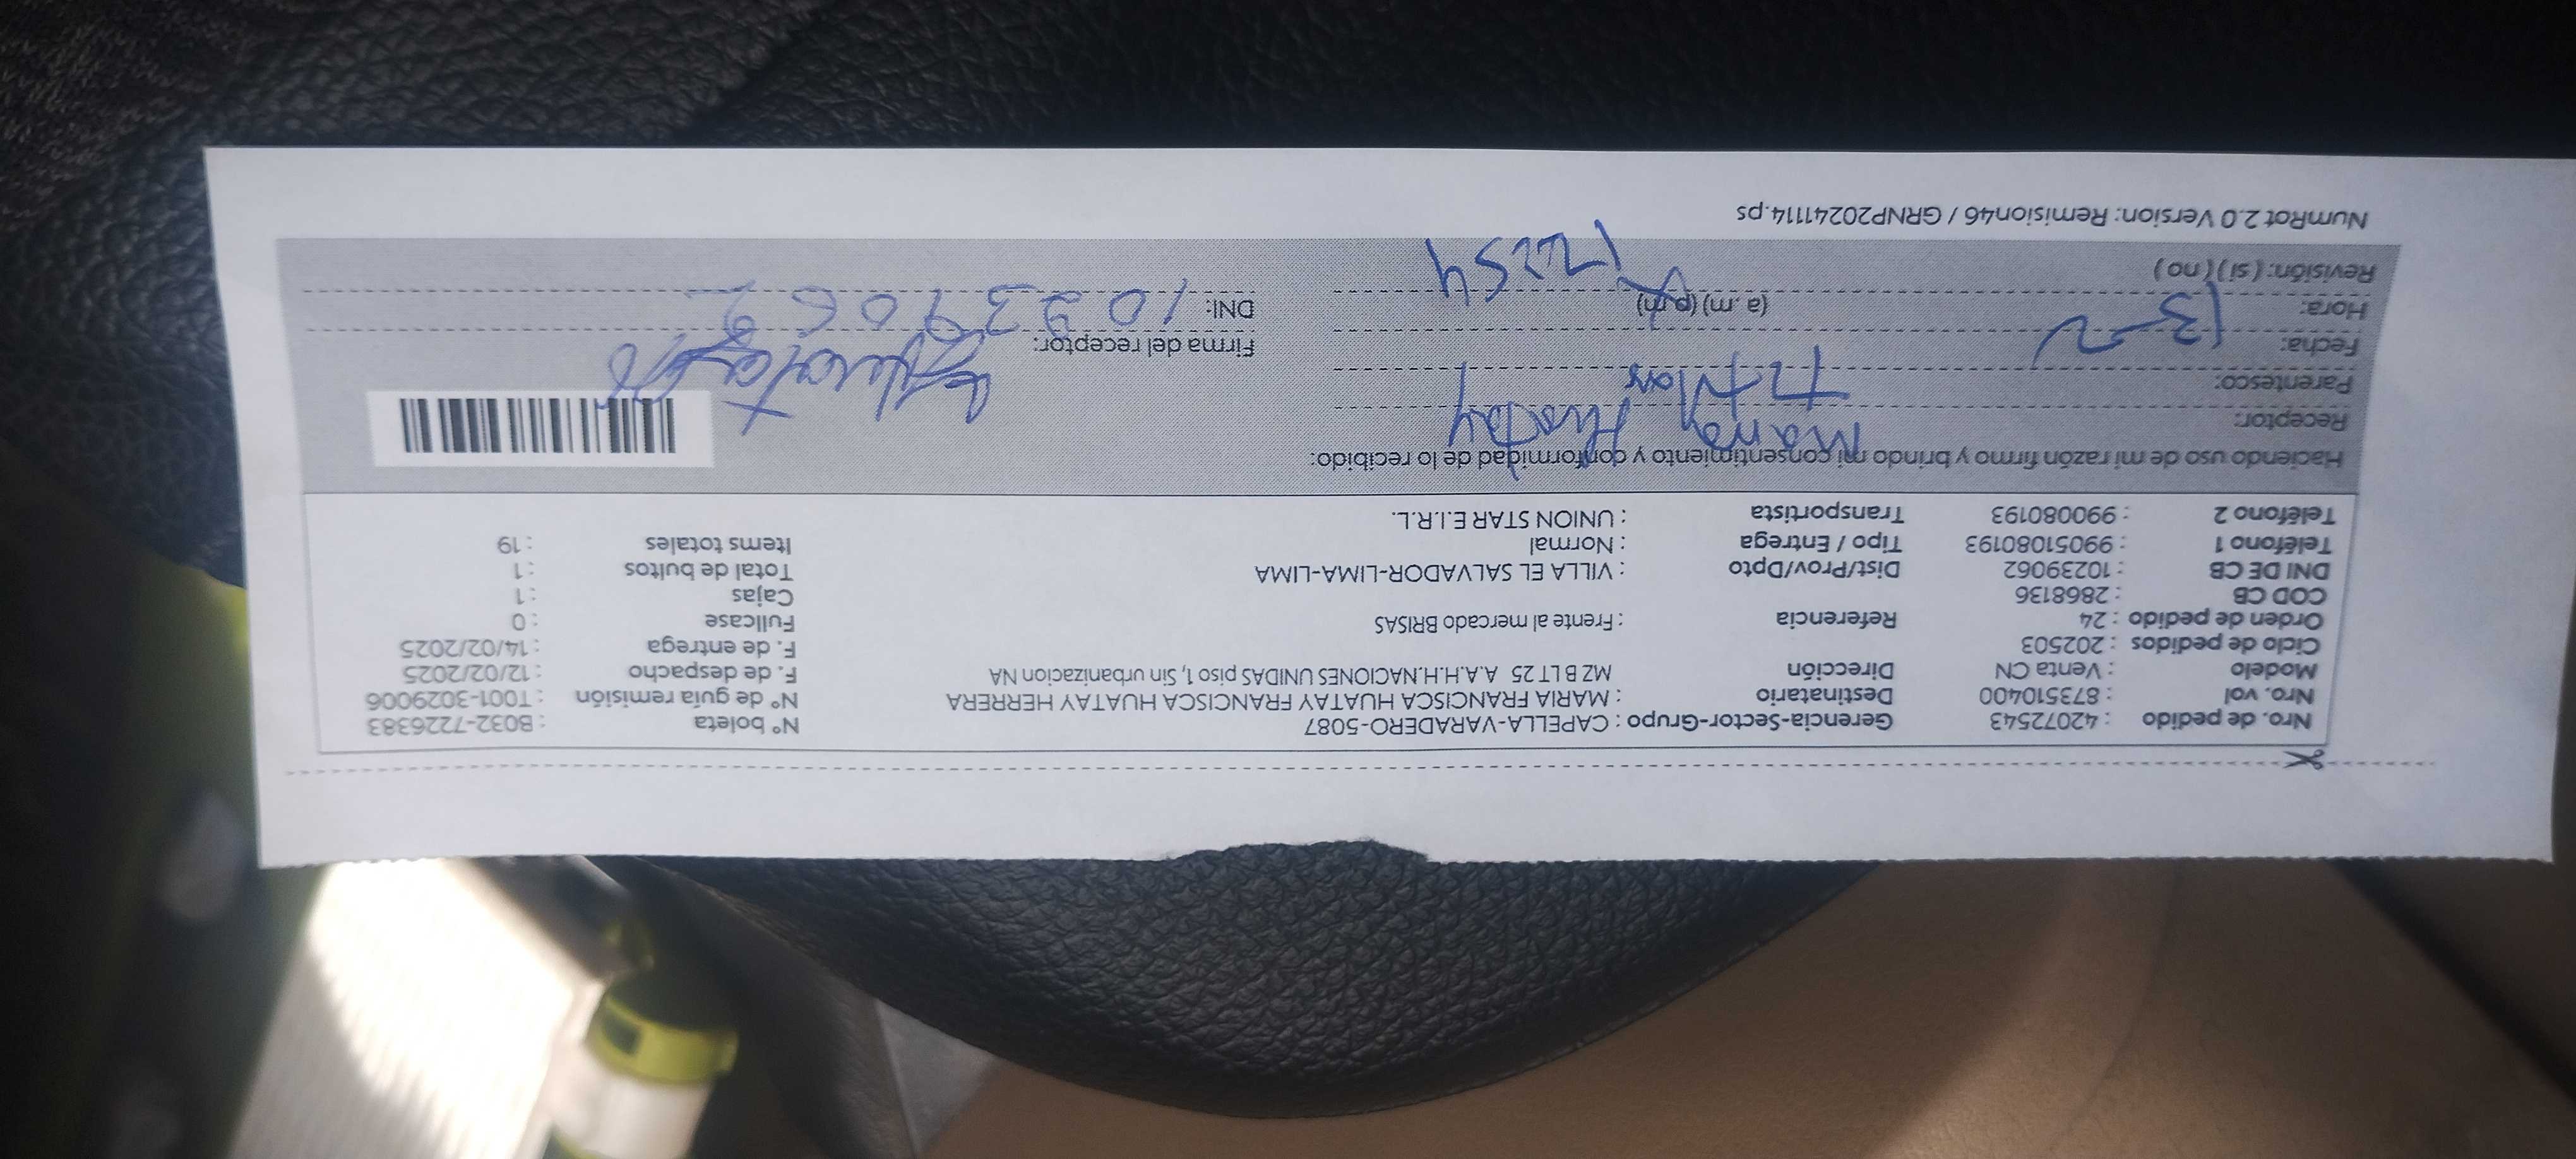 Nro. de pedido : 42072543 Gerencia-Sector-Grupo : CAPELLA-VARADERO-5087 N° boleta : B032-7226383
Nro. vol : 873510400 Destinatario : MARIA FRANCISCA HUATAY FRANCISCA HUATAY HERRERA N° de guía remisión : T001-3029006
Modelo : Venta CN Dirección MZ B LT 25 A.A.H.H.NACIONES UNIDAS piso 1, Sin urbanizacion NA F. de despacho : 12/02/2025
Ciclo de pedidos : 202503 F. de entrega : 14/02/2025
Orden de pedido : 24 Referencia : Frente al mercado BRISAS Fullcase : 0
COD CB : 2868136 Cajas : 1
DNI DE CB : 10239062 Dist/Prov/Dpto : VILLA EL SALVADOR-LIMA-LIMA Total de bultos : 1
Teléfono 1 : 99051080193 Tipo / Entrega : Normal Items totales : 19
Teléfono 2 : 990080193 Transportista : UNION STAR E.I.R.L.
Haciendo uso de mi razón firmo y brindo mi consentimiento y conformidad de lo recibido:
Receptor: Maria Huatay
Parentesco:
Fecha: 13-2 Firma del receptor:
Hora: (a .m) (p.m) DNI: 10239062
Revisión: ( si ) ( no )
NumRot 2.0 Version: Remision46 / GRNP20241114.ps